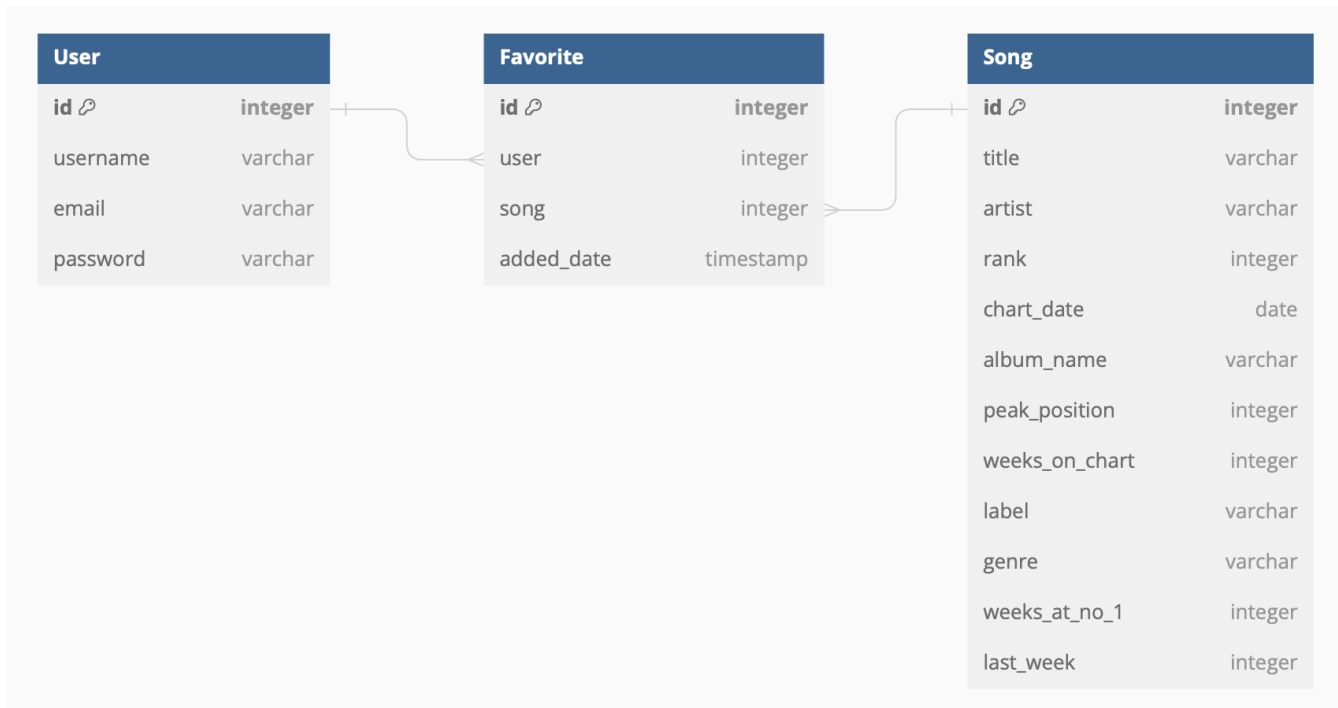 User
id integer
username varchar
email varchar
password varchar
Favorite
id integer
user integer
song integer
added_date timestamp
Song
id integer
title varchar
artist varchar
rank integer
chart_date date
album_name varchar
peak_position integer
weeks_on_chart integer
label varchar
genre varchar
weeks_at_no_1 integer
last_week integer